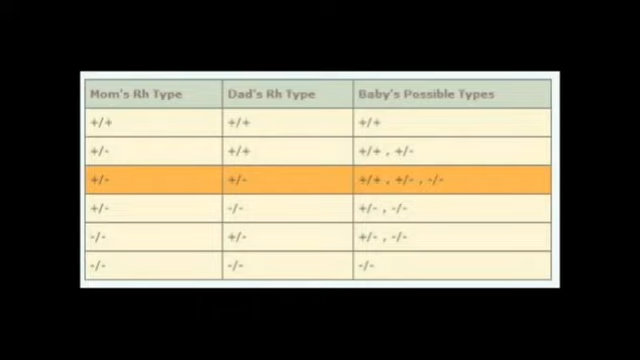 Mom's Rh Type Dad's Rh Type Baby's Possible Types
+/+ +/+ +/+
+/- +/+ +/+ , +/-
+/- +/- +/+ , +/- , -/-
+/- -/- +/- , -/-
-/- +/- +/- , -/-
-/- -/- -/-